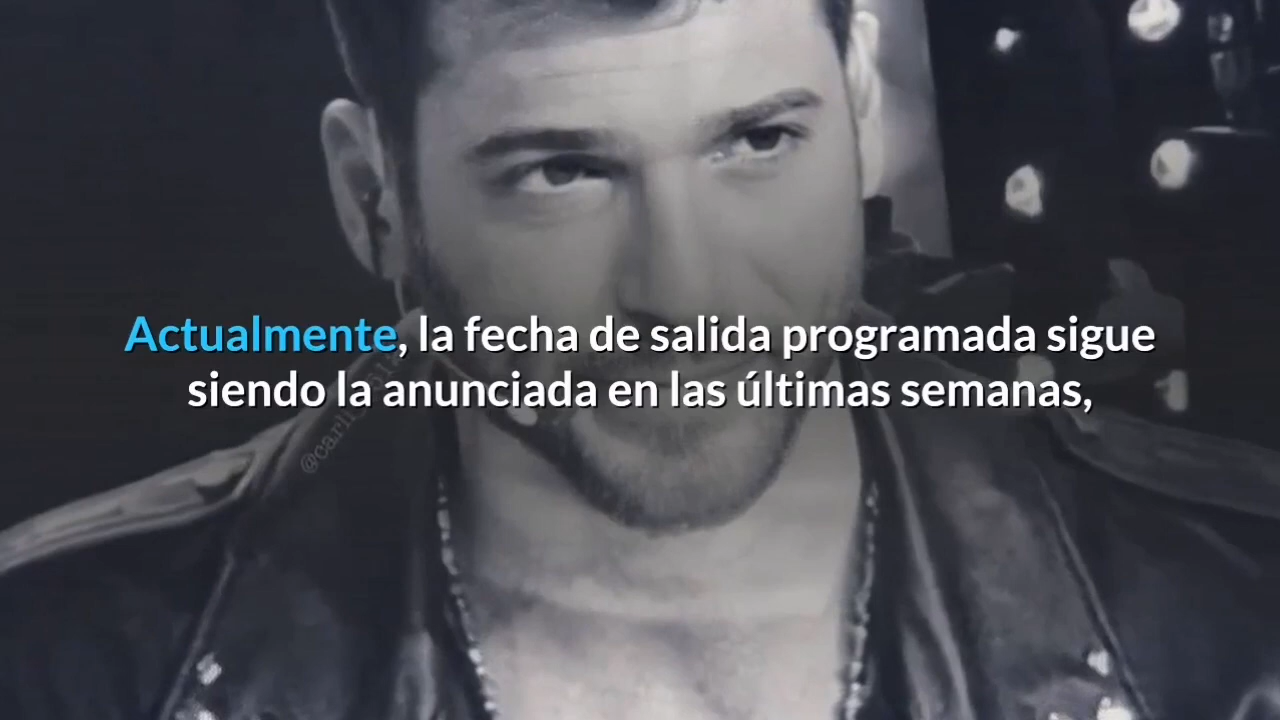 Actualmente, la fecha de salida programada sigue
siendo la anunciada en las últimas semanas,